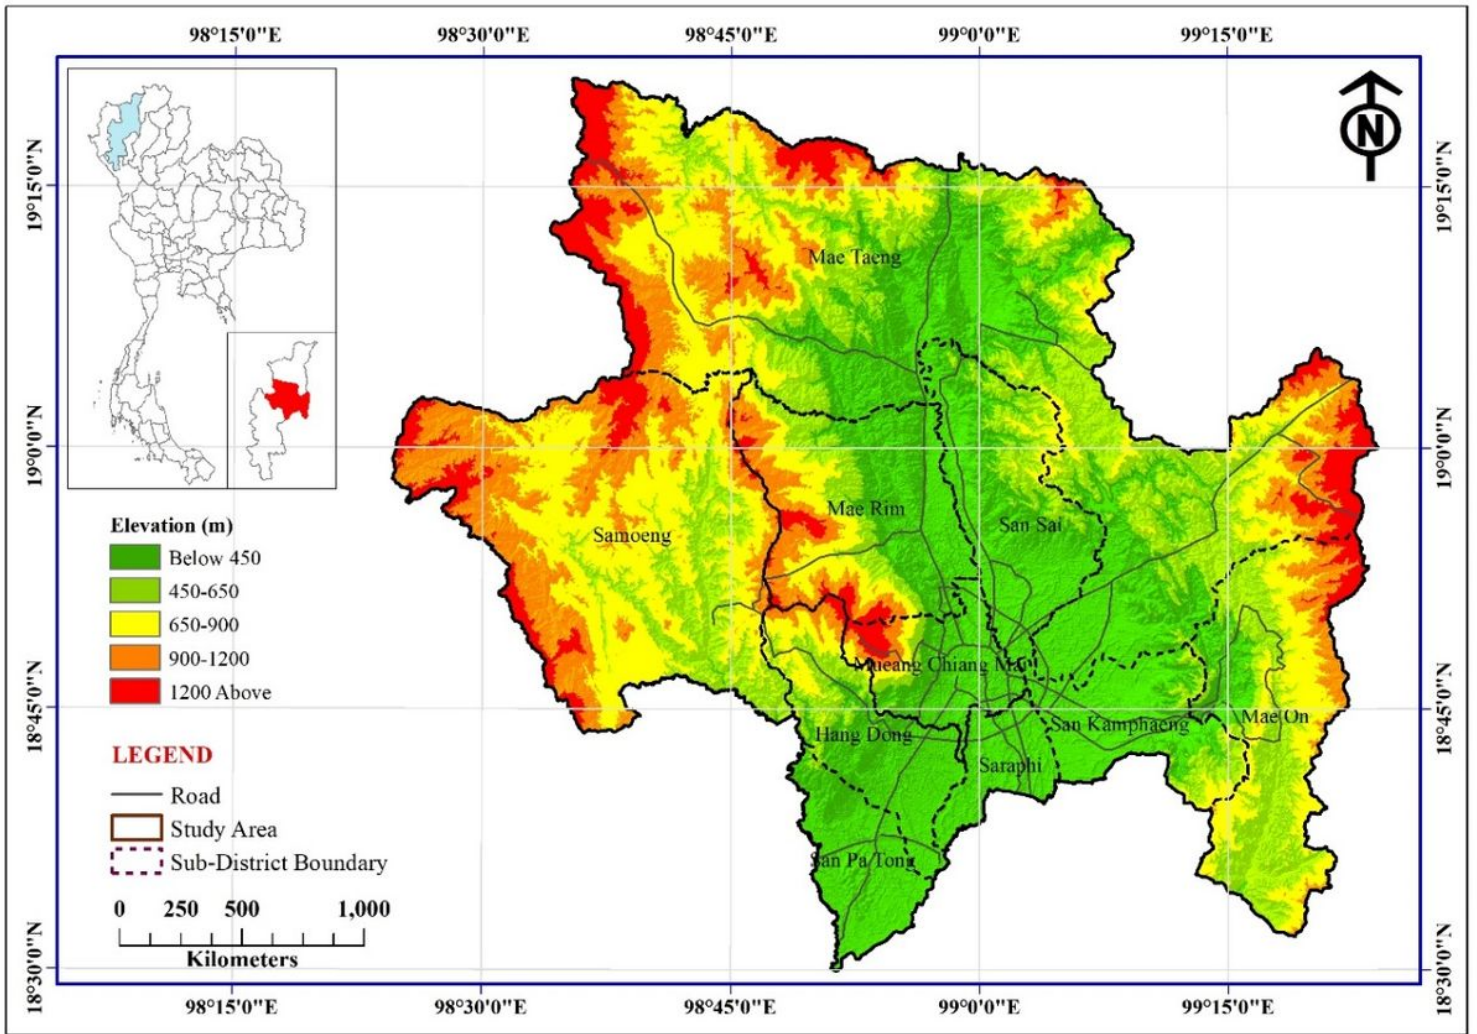 98°15'0"E 98°30'0"E 98°45'0"E 99°0'0"E 99°15'0"E
N
19°15'0"N 19°15'0"N
Mae Taeng
19°0'0"N 19°0'0"N
Mae Rim
San Sai
Samoeng
Elevation (m)
Below 450
450-650
650-900
900-1200
1200 Above
Mueang Chiang Mai
18°45'0"N 18°45'0"N
Mae On
San Kamphaeng
Hang Dong
Saraphi
LEGEND
Road
Study Area
Sub-District Boundary
San Pa Tong
0 250 500 1,000
Kilometers
18°30'0"N 18°30'0"N
98°15'0"E 98°30'0"E 98°45'0"E 99°0'0"E 99°15'0"E